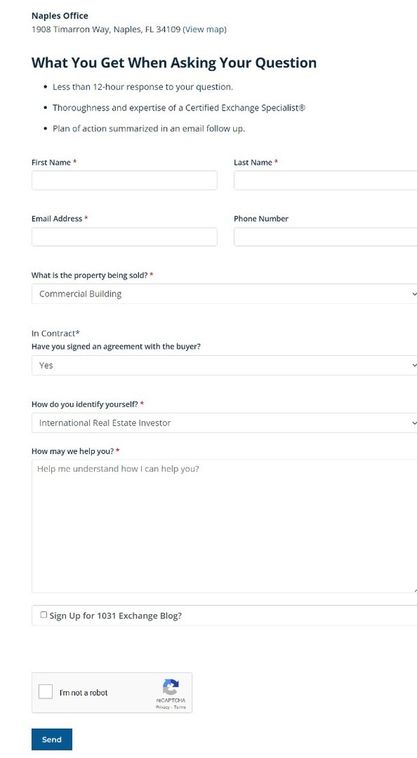 Naples Office
1908 Timarron Way, Naples, FL 34109 (View map)
What You Get When Asking Your Question
• Less than 12-hour response to your question.
• Thoroughness and expertise of a Certified Exchange Specialist®
• Plan of action summarized in an email follow up.
First Name * Last Name *
Email Address * Phone Number
What is the property being sold? *
Commercial Building
In Contract*
Have you signed an agreement with the buyer?
Yes
How do you identify yourself? *
International Real Estate Investor
How may we help you? *
Help me understand how I can help you?
Sign Up for 1031 Exchange Blog?
I'm not a robot
reCAPTCHA
Privacy - Terms
Send